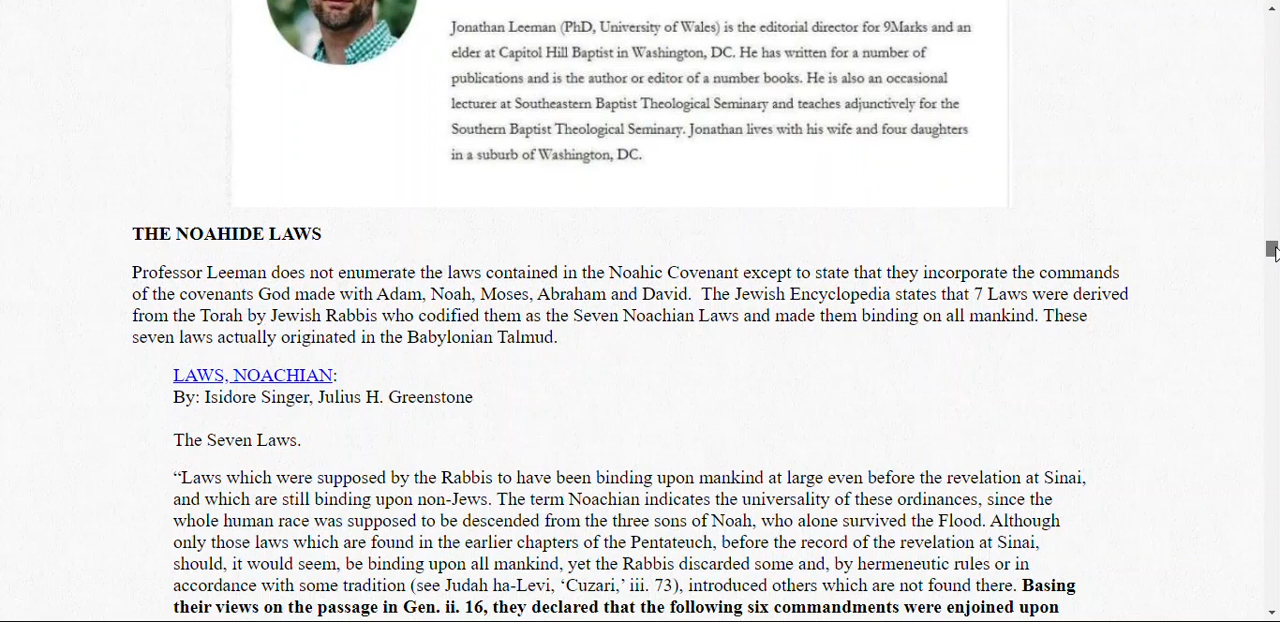 Jonathan Leeman (PhD, University of Wales) is the editorial director for 9Marks and an
elder at Capitol Hill Baptist in Washington, DC. He has written for a number of
publications and is the author or editor of a number books. He is also an occasional
lecturer at Southeastern Baptist Theological Seminary and teaches adjunctively for the
Southern Baptist Theological Seminary. Jonathan lives with his wife and four daughters
in a suburb of Washington, DC.
THE NOAHIDE LAWS
Professor Leeman does not enumerate the laws contained in the Noahic Covenant except to state that they incorporate the commands
of the covenants God made with Adam, Noah, Moses, Abraham and David.  The Jewish Encyclopedia states that 7 Laws were derived
from the Torah by Jewish Rabbis who codified them as the Seven Noachian Laws and made them binding on all mankind. These
seven laws actually originated in the Babylonian Talmud.
LAWS, NOACHIAN:
By: Isidore Singer, Julius H. Greenstone
The Seven Laws.
“Laws which were supposed by the Rabbis to have been binding upon mankind at large even before the revelation at Sinai,
and which are still binding upon non-Jews. The term Noachian indicates the universality of these ordinances, since the
whole human race was supposed to be descended from the three sons of Noah, who alone survived the Flood. Although
only those laws which are found in the earlier chapters of the Pentateuch, before the record of the revelation at Sinai,
should, it would seem, be binding upon all mankind, yet the Rabbis discarded some and, by hermeneutic rules or in
accordance with some tradition (see Judah ha-Levi, ‘Cuzari,’ iii. 73), introduced others which are not found there. Basing
their views on the passage in Gen. ii. 16, they declared that the following six commandments were enjoined upon